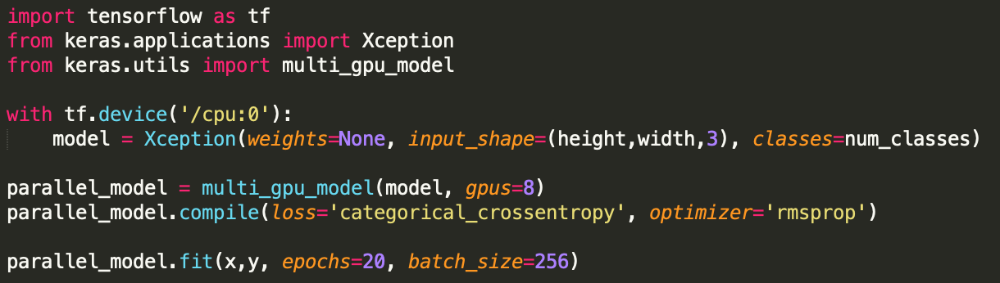 import tensorflow as tf
from keras.applications import Xception
from keras.utils import multi_gpu_model
with tf.device('/cpu:0'):
    model = Xception(weights=None, input_shape=(height,width,3), classes=num_classes)
parallel_model = multi_gpu_model(model, gpus=8)
parallel_model.compile(loss='categorical_crossentropy', optimizer='rmsprop')
parallel_model.fit(x,y, epochs=20, batch_size=256)